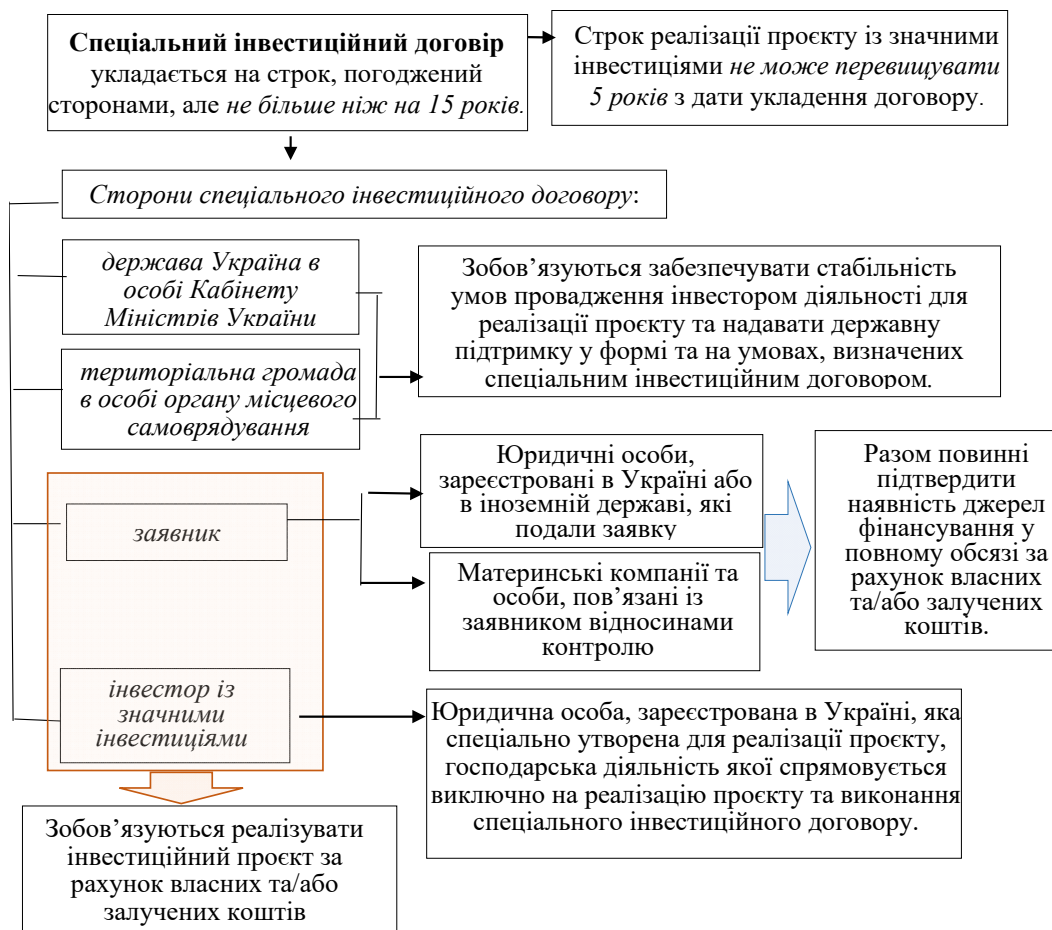 Спеціальний інвестиційний договір
укладається на строк, погоджений
сторонами, але не більше ніж на 15 років.
Строк реалізації проєкту із значними
інвестиціями не може перевищувати
5 років з дати укладення договору.
Сторони спеціального інвестиційного договору:
держава Україна в
особі Кабінету
Міністрів України
територіальна громада
в особі органу місцевого
самоврядування
Зобов’язуються забезпечувати стабільність
умов провадження інвестором діяльності для
реалізації проєкту та надавати державну
підтримку у формі та на умовах, визначених
спеціальним інвестиційним договором.
заявник
Юридичні особи,
зареєстровані в Україні або
в іноземній державі, які
подали заявку
Материнські компанії та
особи, пов’язані із
заявником відносинами
контролю
Разом повинні
підтвердити
наявність джерел
фінансування у
повному обсязі за
рахунок власних
та/або залучених
коштів.
інвестор із
значними
інвестиціями
Юридична особа, зареєстрована в Україні, яка
спеціально утворена для реалізації проєкту,
господарська діяльність якої спрямовується
виключно на реалізацію проєкту та виконання
спеціального інвестиційного договору.
Зобов’язуються реалізувати
інвестиційний проєкт за
рахунок власних та/або
залучених коштів